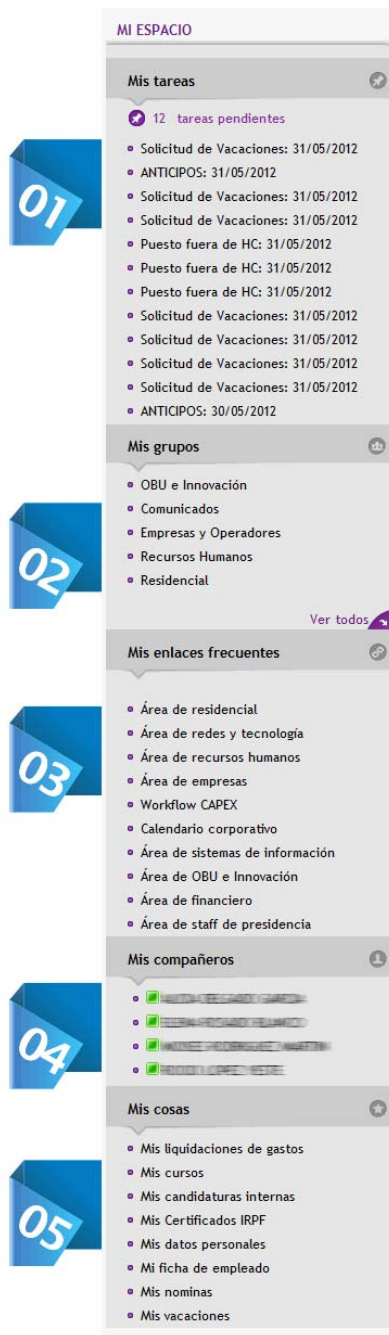 MI ESPACIO
Mis tareas
12 tareas pendientes
01
Solicitud de Vacaciones: 31/05/2012
ANTICIPOS: 31/05/2012
Solicitud de Vacaciones: 31/05/2012
Solicitud de Vacaciones: 31/05/2012
Puesto fuera de HC: 31/05/2012
Puesto fuera de HC: 31/05/2012
Puesto fuera de HC: 31/05/2012
Solicitud de Vacaciones: 31/05/2012
Solicitud de Vacaciones: 31/05/2012
Solicitud de Vacaciones: 31/05/2012
Solicitud de Vacaciones: 31/05/2012
ANTICIPOS: 30/05/2012
Mis grupos
02
OBU e Innovación
Comunicados
Empresas y Operadores
Recursos Humanos
Residencial
Ver todos
Mis enlaces frecuentes
03
Área de residencial
Área de redes y tecnología
Área de recursos humanos
Área de empresas
Workflow CAPEX
Calendario corporativo
Área de sistemas de información
Área de OBU e Innovación
Área de financiero
Área de staff de presidencia
Mis compañeros
04
Mis cosas
05
Mis liquidaciones de gastos
Mis cursos
Mis candidaturas internas
Mis Certificados IRPF
Mis datos personales
Mi ficha de empleado
Mis nominas
Mis vacaciones